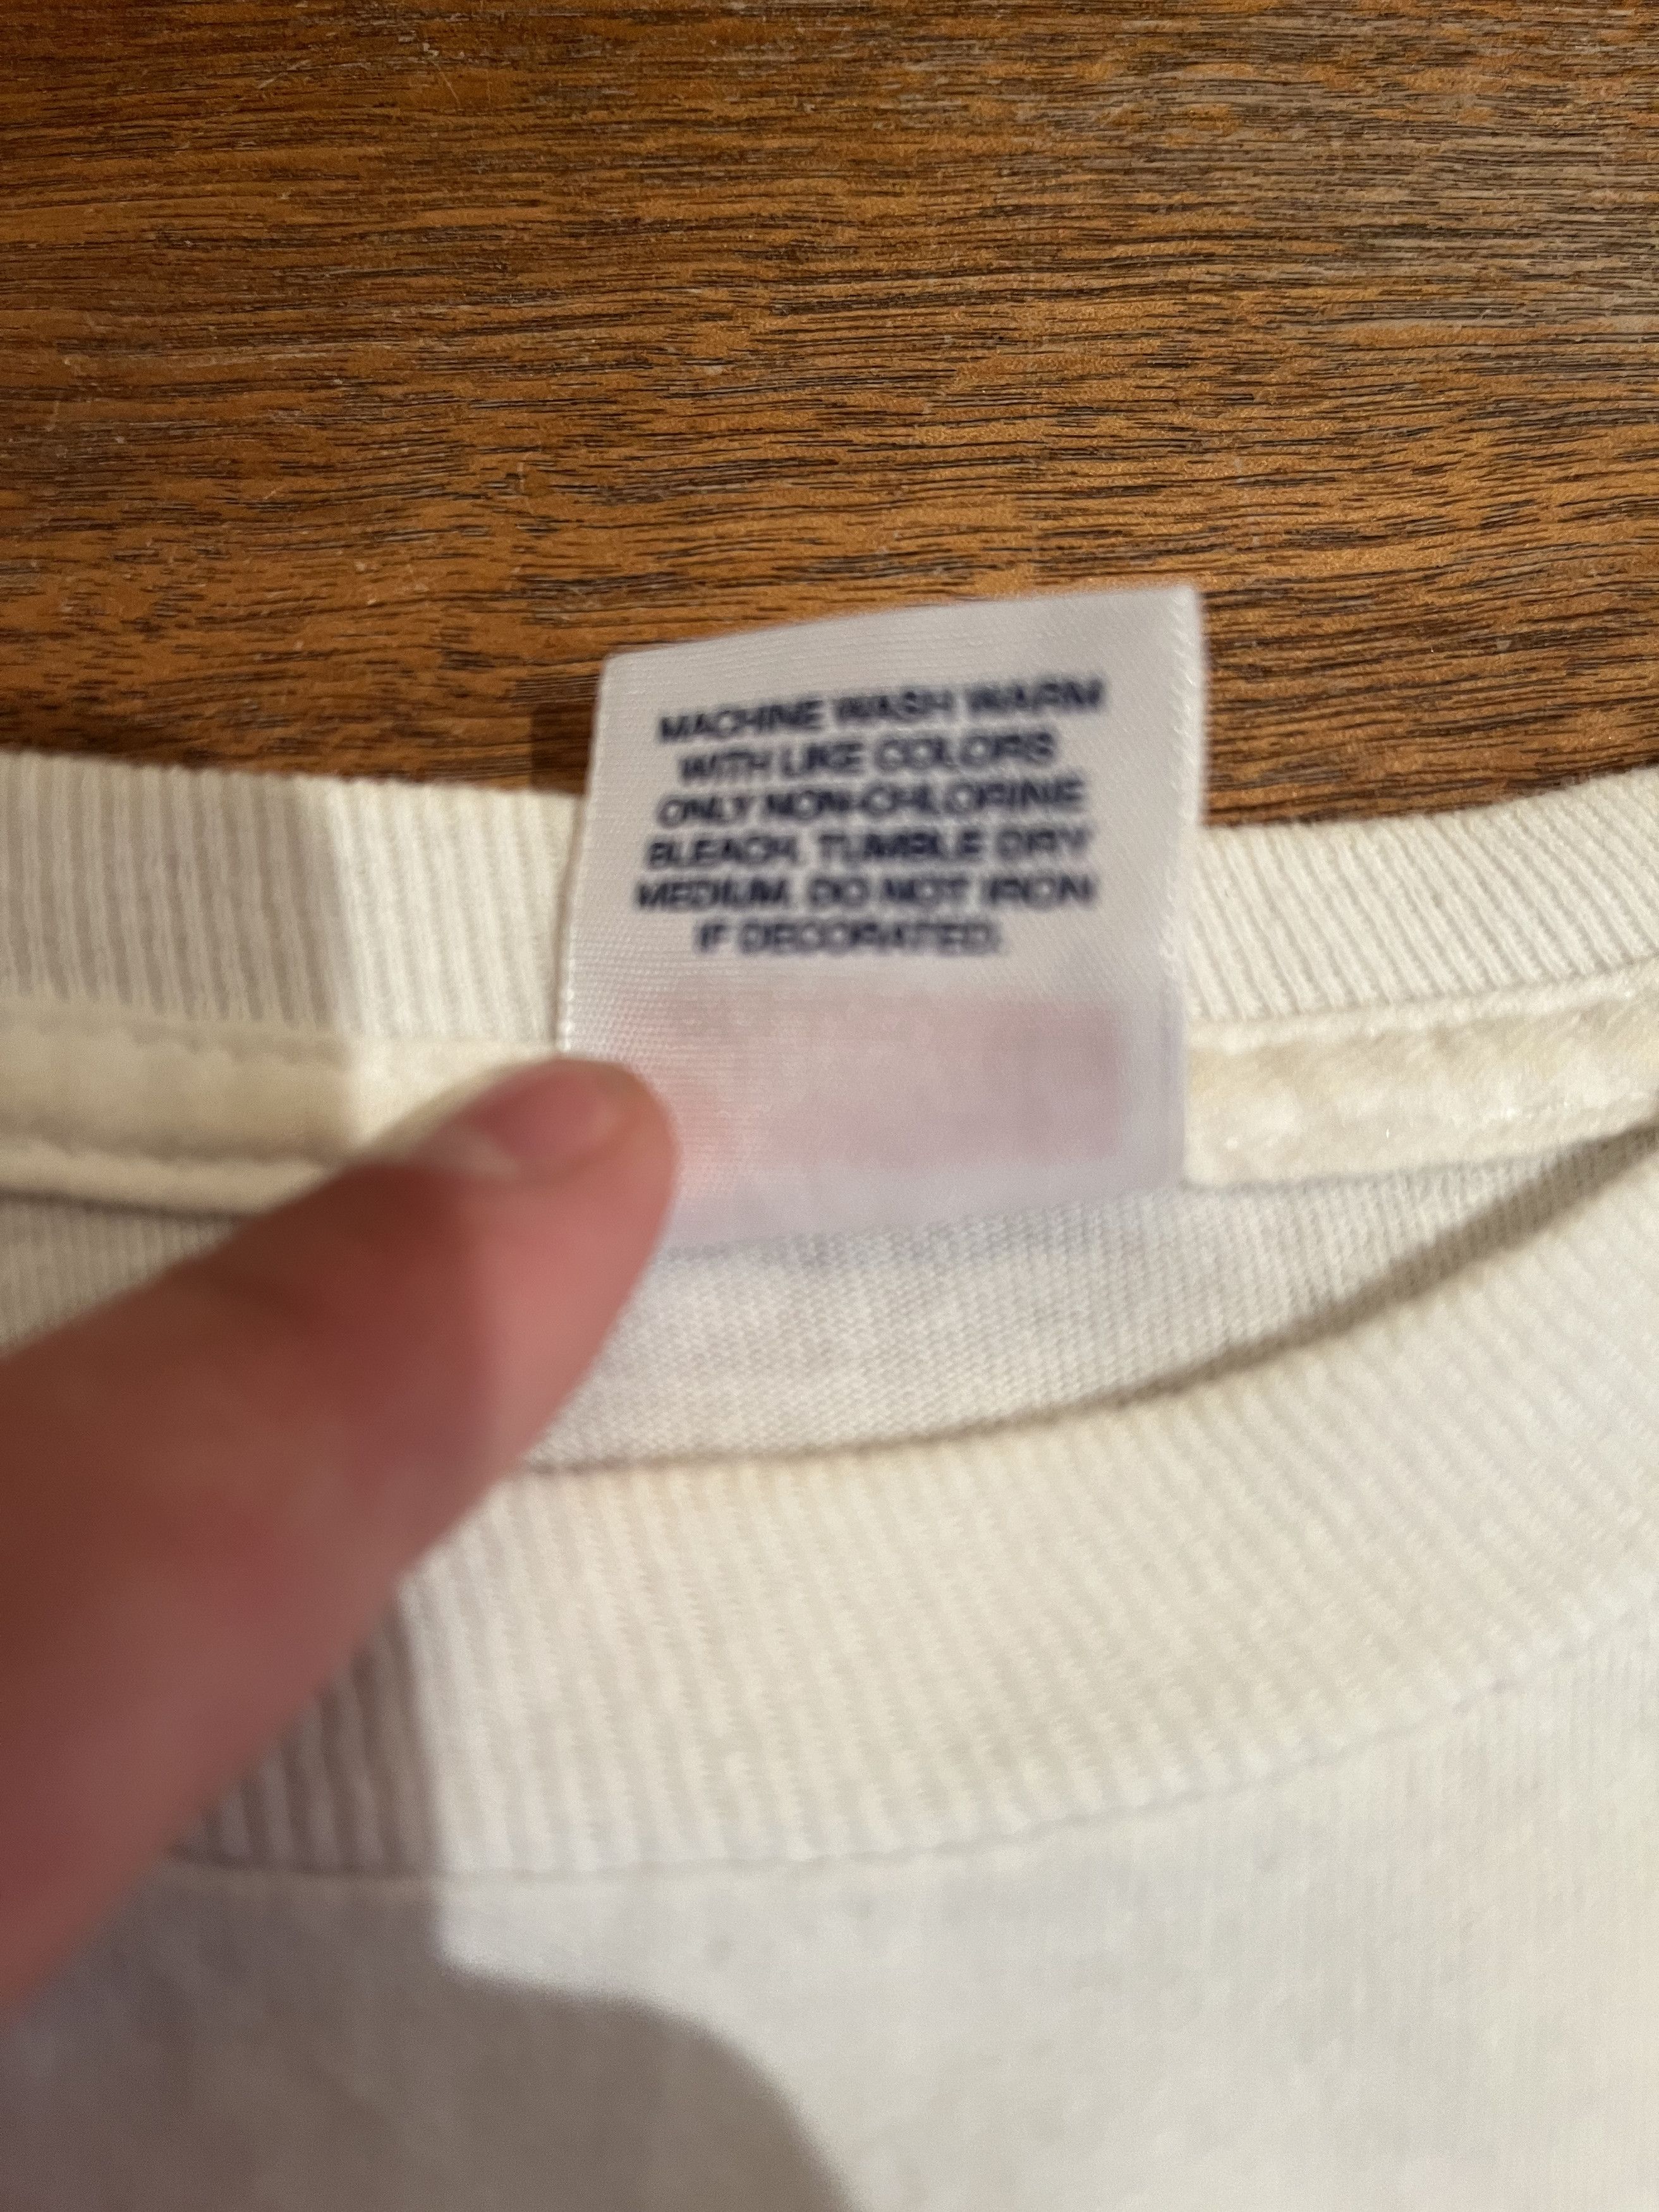 MACHINE WASH WARM
WITH LIKE COLORS
ONLY NON-CHLORINE
BLEACH. TUMBLE DRY
MEDIUM. DO NOT IRON
IF DECORATED.